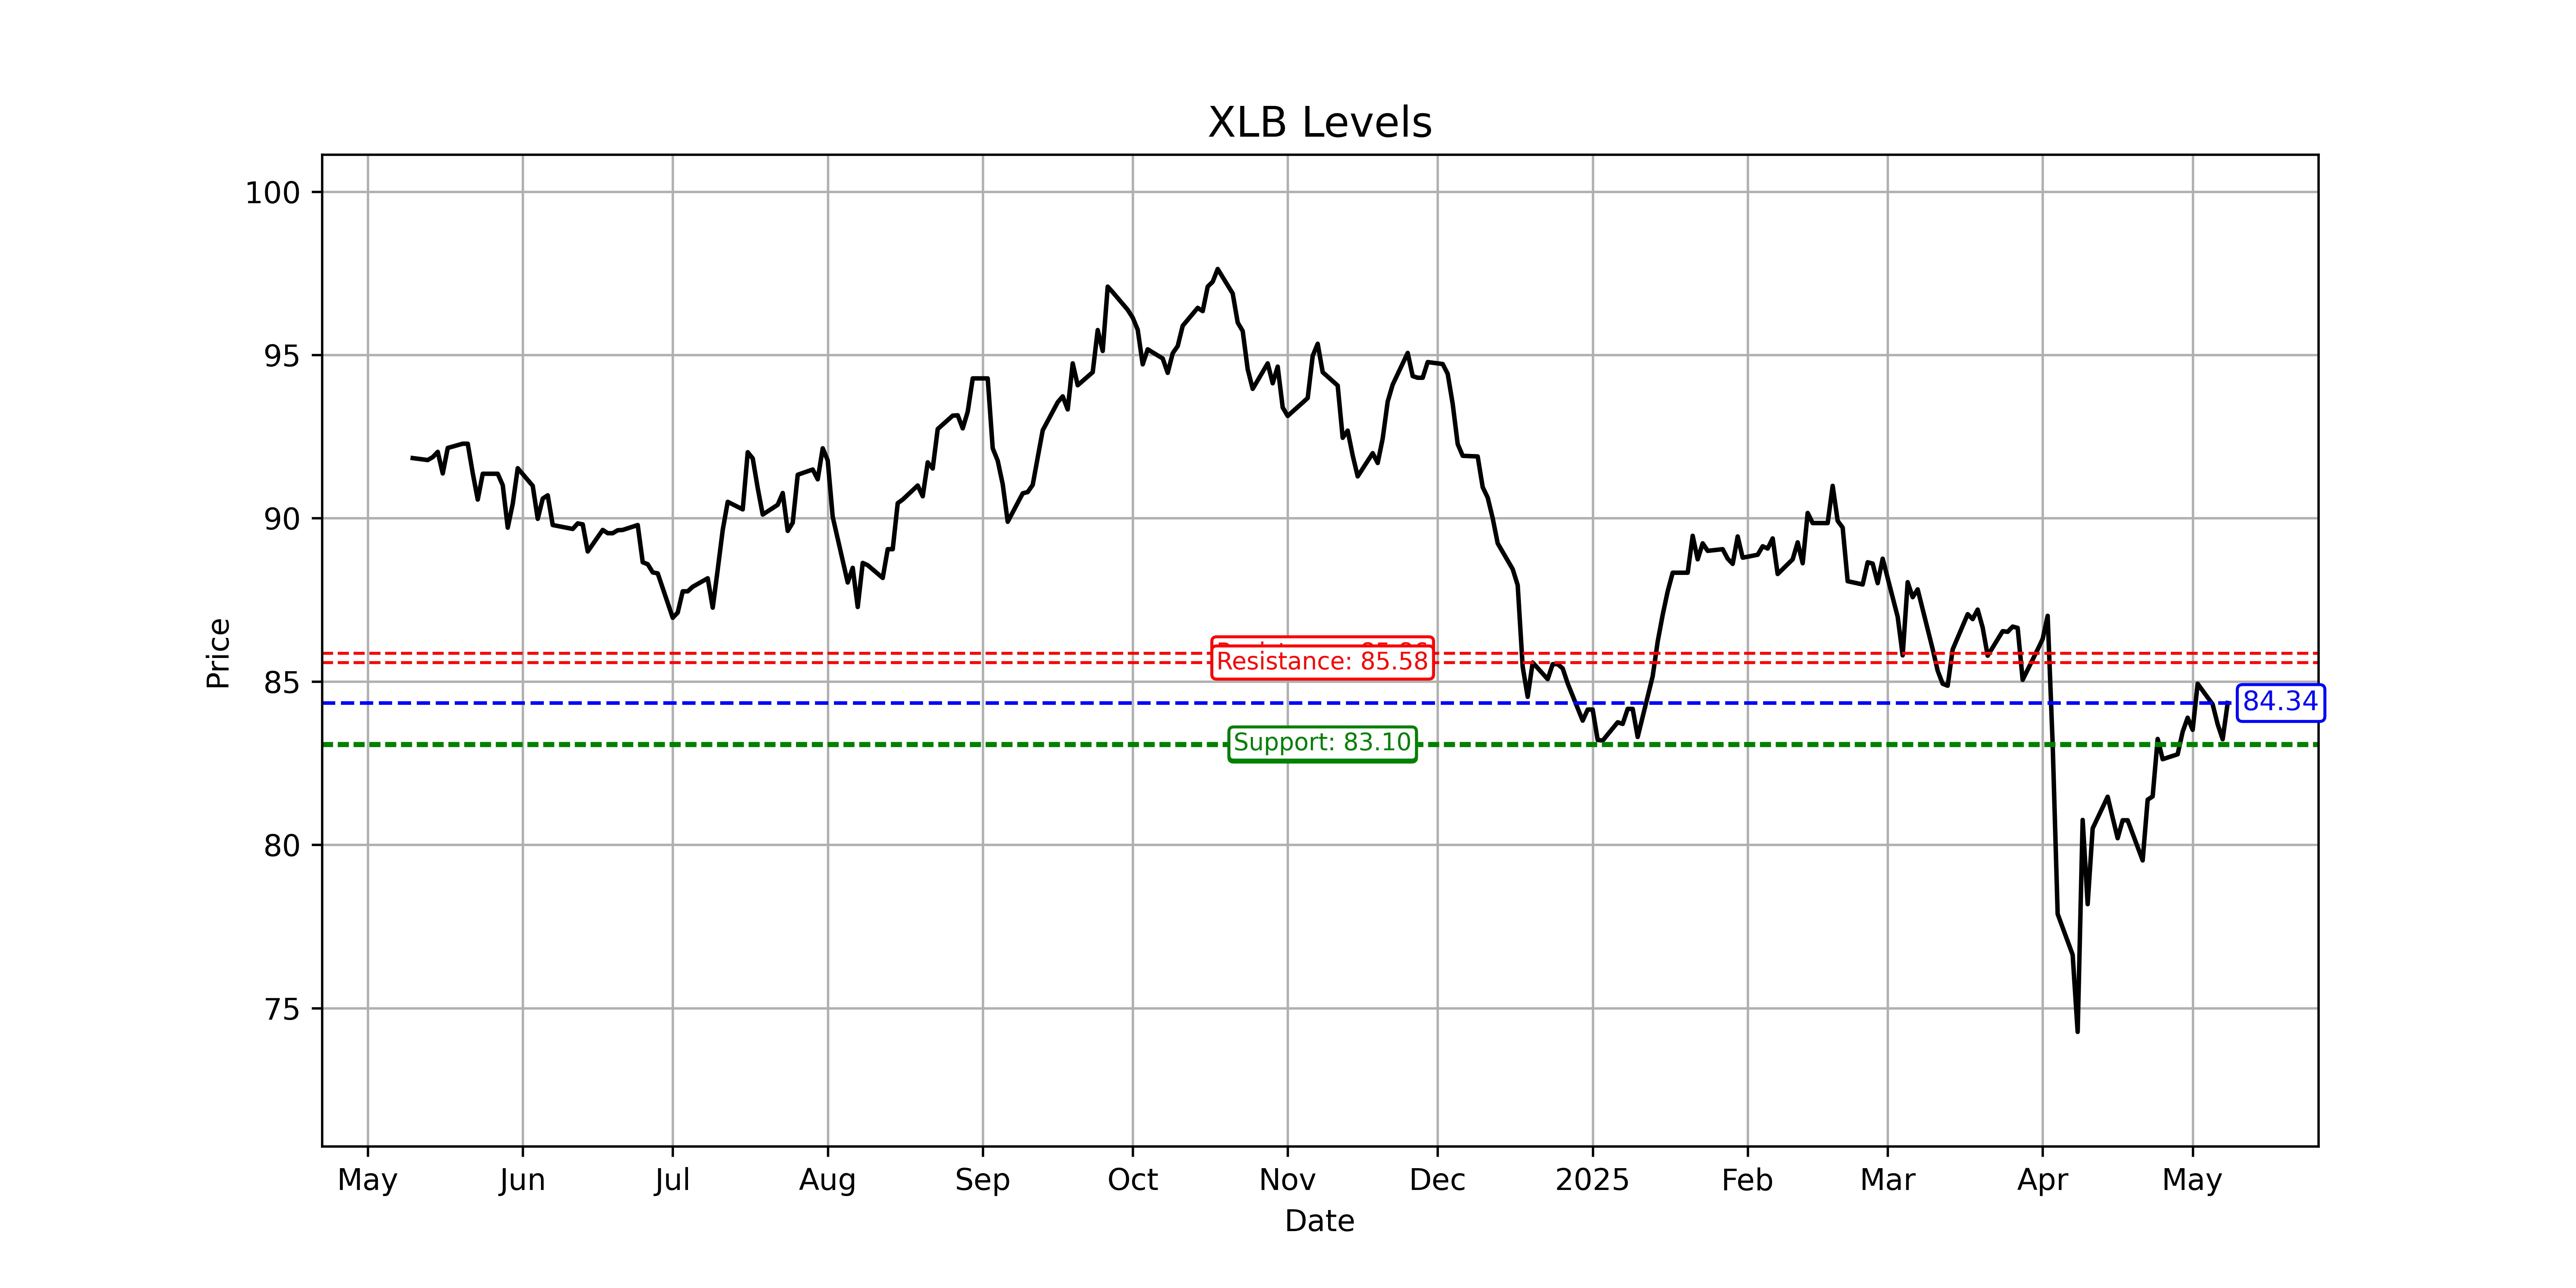 XLB Levels
100
95
90
85
80
75
Price
Resistance: 85.58
84.34
Support: 83.10
May
Jun
Jul
Aug
Sep
Oct
Nov
Dec
2025
Feb
Mar
Apr
May
Date